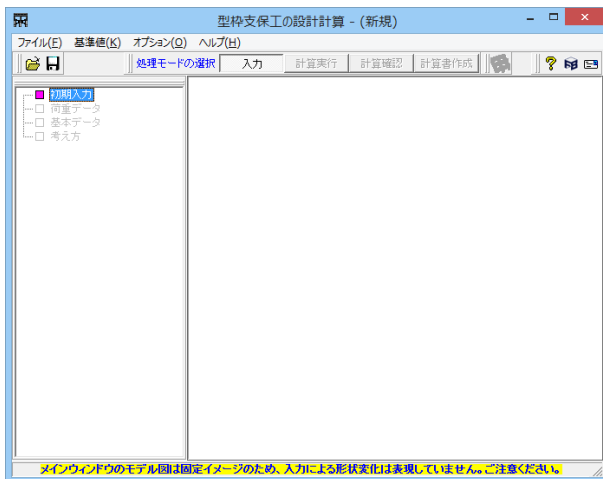 型枠支保工の設計計算 - (新規)
ファイル(F) 基準値(K) オプション(O) ヘルプ(H)
処理モードの選択 入力 計算実行 計算確認 計算書作成
初期入力
荷重データ
基本データ
考え方
メインウィンドウのモデル図は固定イメージのため、入力による形状変化は表現していません。ご注意ください。